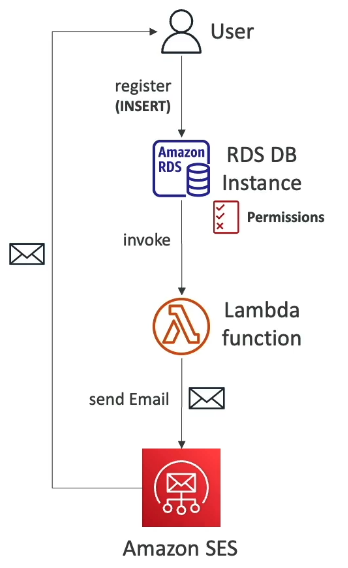 User
register
(INSERT)
Amazon
RDS
RDS DB
Instance
Permissions
invoke
Lambda
function
send Email
Amazon SES